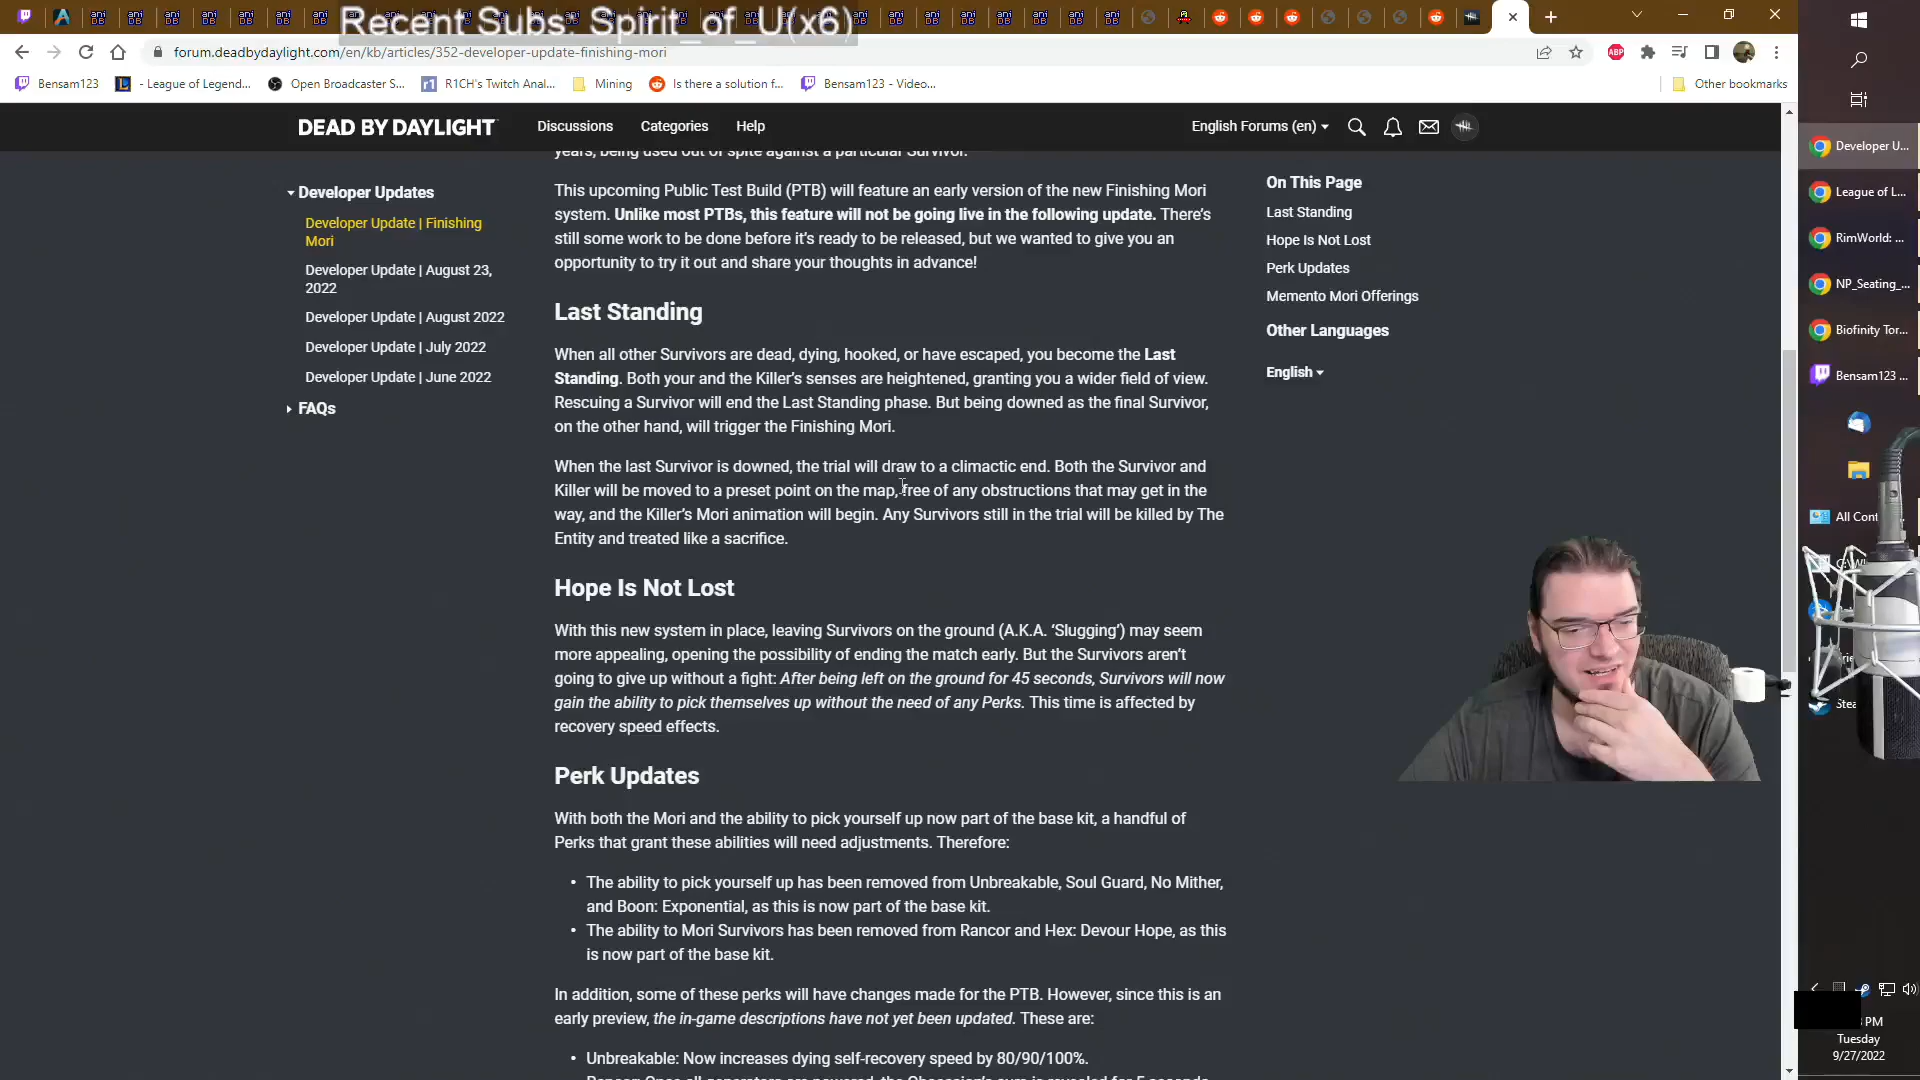 Recent Subs: Spirit_of_U(x6)
forum.deadbydaylight.com/en/kb/articles/352-developer-update-finishing-mori
Bensam123
- League of Legend...
Open Broadcaster S...
R1CH's Twitch Anal...
Mining
Is there a solution f...
Bensam123 - Video...
Other bookmarks
DEAD BY DAYLIGHT
Discussions
Categories
Help
English Forums (en)
years, being used out of spite against a particular Survivor.
Developer Updates
Developer Update | Finishing
Mori
Developer Update | August 23,
2022
Developer Update | August 2022
Developer Update | July 2022
Developer Update | June 2022
FAQs
This upcoming Public Test Build (PTB) will feature an early version of the new Finishing Mori
system. Unlike most PTBs, this feature will not be going live in the following update. There's
still some work to be done before it's ready to be released, but we wanted to give you an
opportunity to try it out and share your thoughts in advance!
Last Standing
When all other Survivors are dead, dying, hooked, or have escaped, you become the Last
Standing. Both your and the Killer's senses are heightened, granting you a wider field of view.
Rescuing a Survivor will end the Last Standing phase. But being downed as the final Survivor,
on the other hand, will trigger the Finishing Mori.
When the last Survivor is downed, the trial will draw to a climactic end. Both the Survivor and
Killer will be moved to a preset point on the map, free of any obstructions that may get in the
way, and the Killer's Mori animation will begin. Any Survivors still in the trial will be killed by The
Entity and treated like a sacrifice.
Hope Is Not Lost
With this new system in place, leaving Survivors on the ground (A.K.A. 'Slugging') may seem
more appealing, opening the possibility of ending the match early. But the Survivors aren't
going to give up without a fight: After being left on the ground for 45 seconds, Survivors will now
gain the ability to pick themselves up without the need of any Perks. This time is affected by
recovery speed effects.
Perk Updates
With both the Mori and the ability to pick yourself up now part of the base kit, a handful of
Perks that grant these abilities will need adjustments. Therefore:
• The ability to pick yourself up has been removed from Unbreakable, Soul Guard, No Mither,
and Boon: Exponential, as this is now part of the base kit.
• The ability to Mori Survivors has been removed from Rancor and Hex: Devour Hope, as this
is now part of the base kit.
In addition, some of these perks will have changes made for the PTB. However, since this is an
early preview, the in-game descriptions have not yet been updated. These are:
• Unbreakable: Now increases dying self-recovery speed by 80/90/100%.
On This Page
Last Standing
Hope Is Not Lost
Perk Updates
Memento Mori Offerings
Other Languages
English
Developer U...
League of L...
RimWorld: ...
NP_Seating_...
Biofinity Tor...
Bensam123 ...
All Cont
Stea
PM
Tuesday
9/27/2022